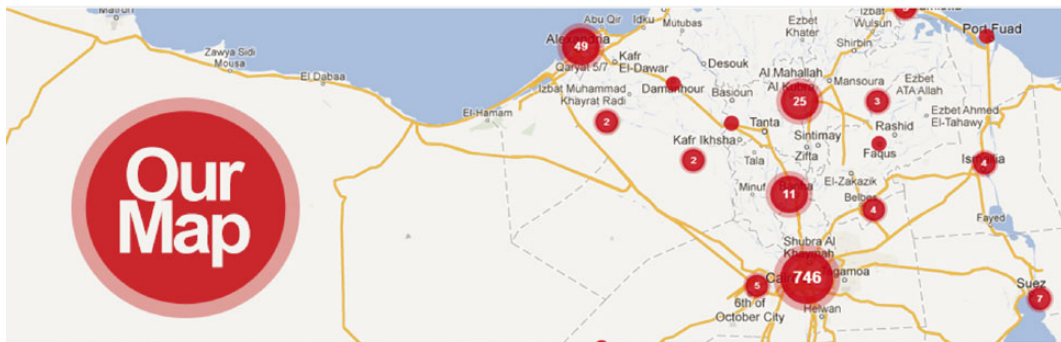 Matruh
Zawya Sidi
Mousa
El Dabaa
El-Hamam
Our
Map
Abu Qir
Idku
Mutubas
Alexandria
49
Kafr
El-Dawar
Qaryat 5/7
Izbat Muhammad
Khayrat Radi
2
Damanhour
Desouk
Basioun
Ezbet
Khater
Izbat
Wulsun
Shirbin
Port Fuad
Al Mahallah
Al Kubra
25
Mansoura
Ezbet
ATA Allah
3
Ezbet Ahmed
El-Tahawy
Rashid
Faqus
Tanta
Kafr Ikhsha
2
Sintimay
Zifta
Tala
Minuf
Banha
11
El-Zakazik
Belbes
4
Ismailia
4
Fayed
Shubra Al
Khaymah
746
5
6th of
October City
Helwan
Suez
7